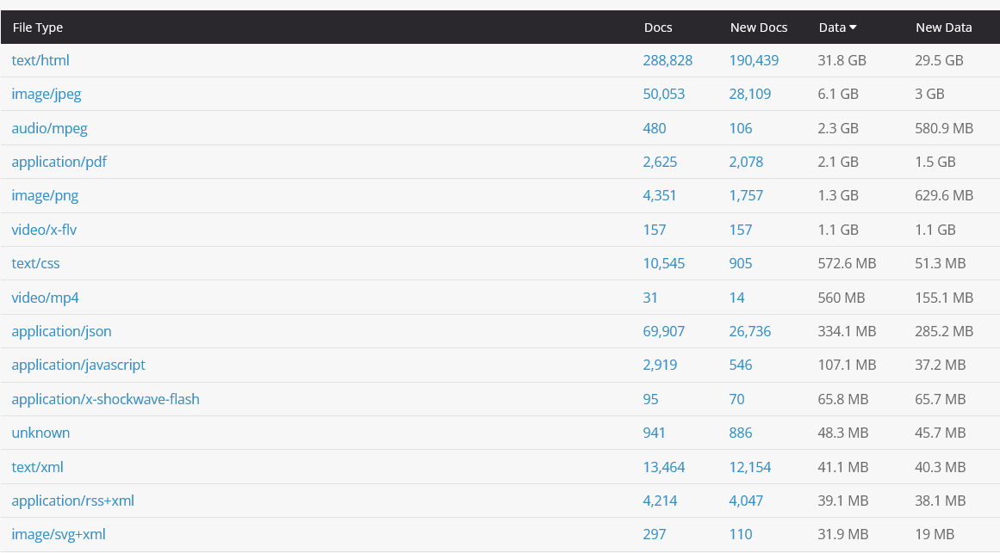 File Type Docs New Docs Data New Data
text/html 288,828 190,439 31.8 GB 29.5 GB
image/jpeg 50,053 28,109 6.1 GB 3 GB
audio/mpeg 480 106 2.3 GB 580.9 MB
application/pdf 2,625 2,078 2.1 GB 1.5 GB
image/png 4,351 1,757 1.3 GB 629.6 MB
video/x-flv 157 157 1.1 GB 1.1 GB
text/css 10,545 905 572.6 MB 51.3 MB
video/mp4 31 14 560 MB 155.1 MB
application/json 69,907 26,736 334.1 MB 285.2 MB
application/javascript 2,919 546 107.1 MB 37.2 MB
application/x-shockwave-flash 95 70 65.8 MB 65.7 MB
unknown 941 886 48.3 MB 45.7 MB
text/xml 13,464 12,154 41.1 MB 40.3 MB
application/rss+xml 4,214 4,047 39.1 MB 38.1 MB
image/svg+xml 297 110 31.9 MB 19 MB